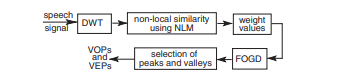 speech
signal
DWT
non-local similarity
using NLM
weight
values
FOGD
selection of
peaks and valleys
VOPs
and
VEPs